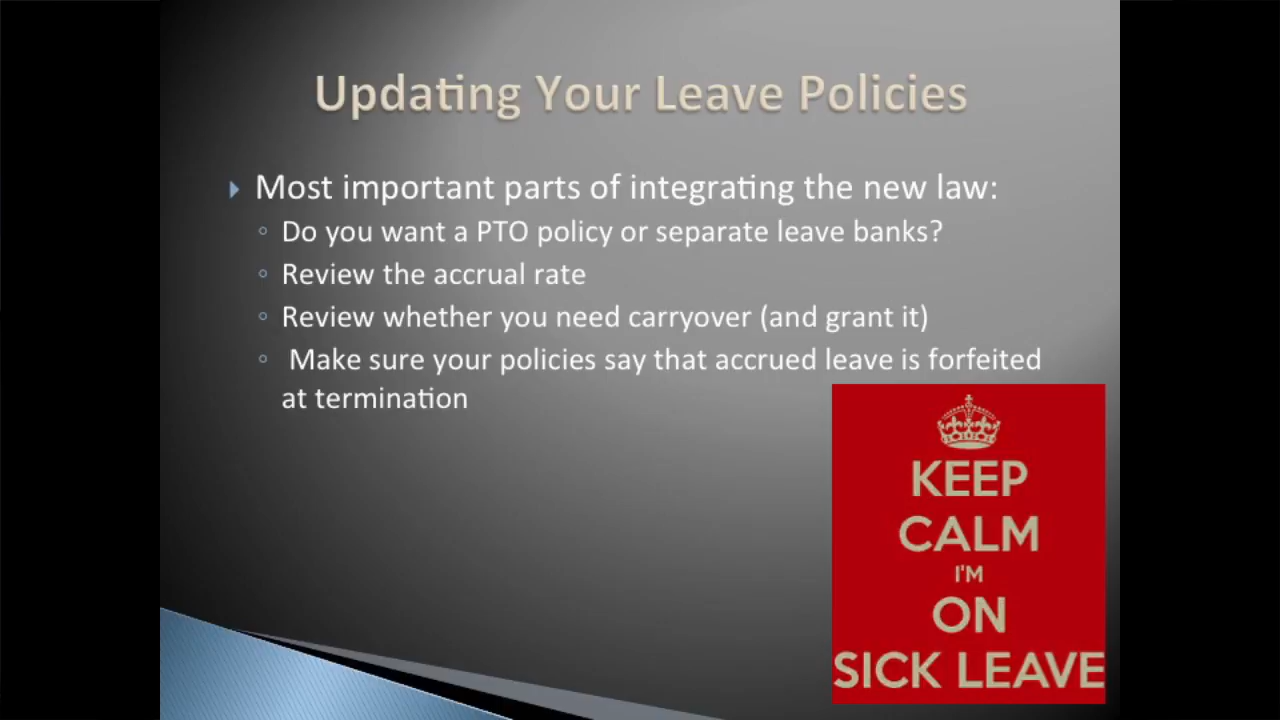 Updating Your Leave Policies
Most important parts of integrating the new law:
Do you want a PTO policy or separate leave banks?
Review the accrual rate
Review whether you need carryover (and grant it)
Make sure your policies say that accrued leave is forfeited
at termination
KEEP
CALM
I'M
ON
SICK LEAVE